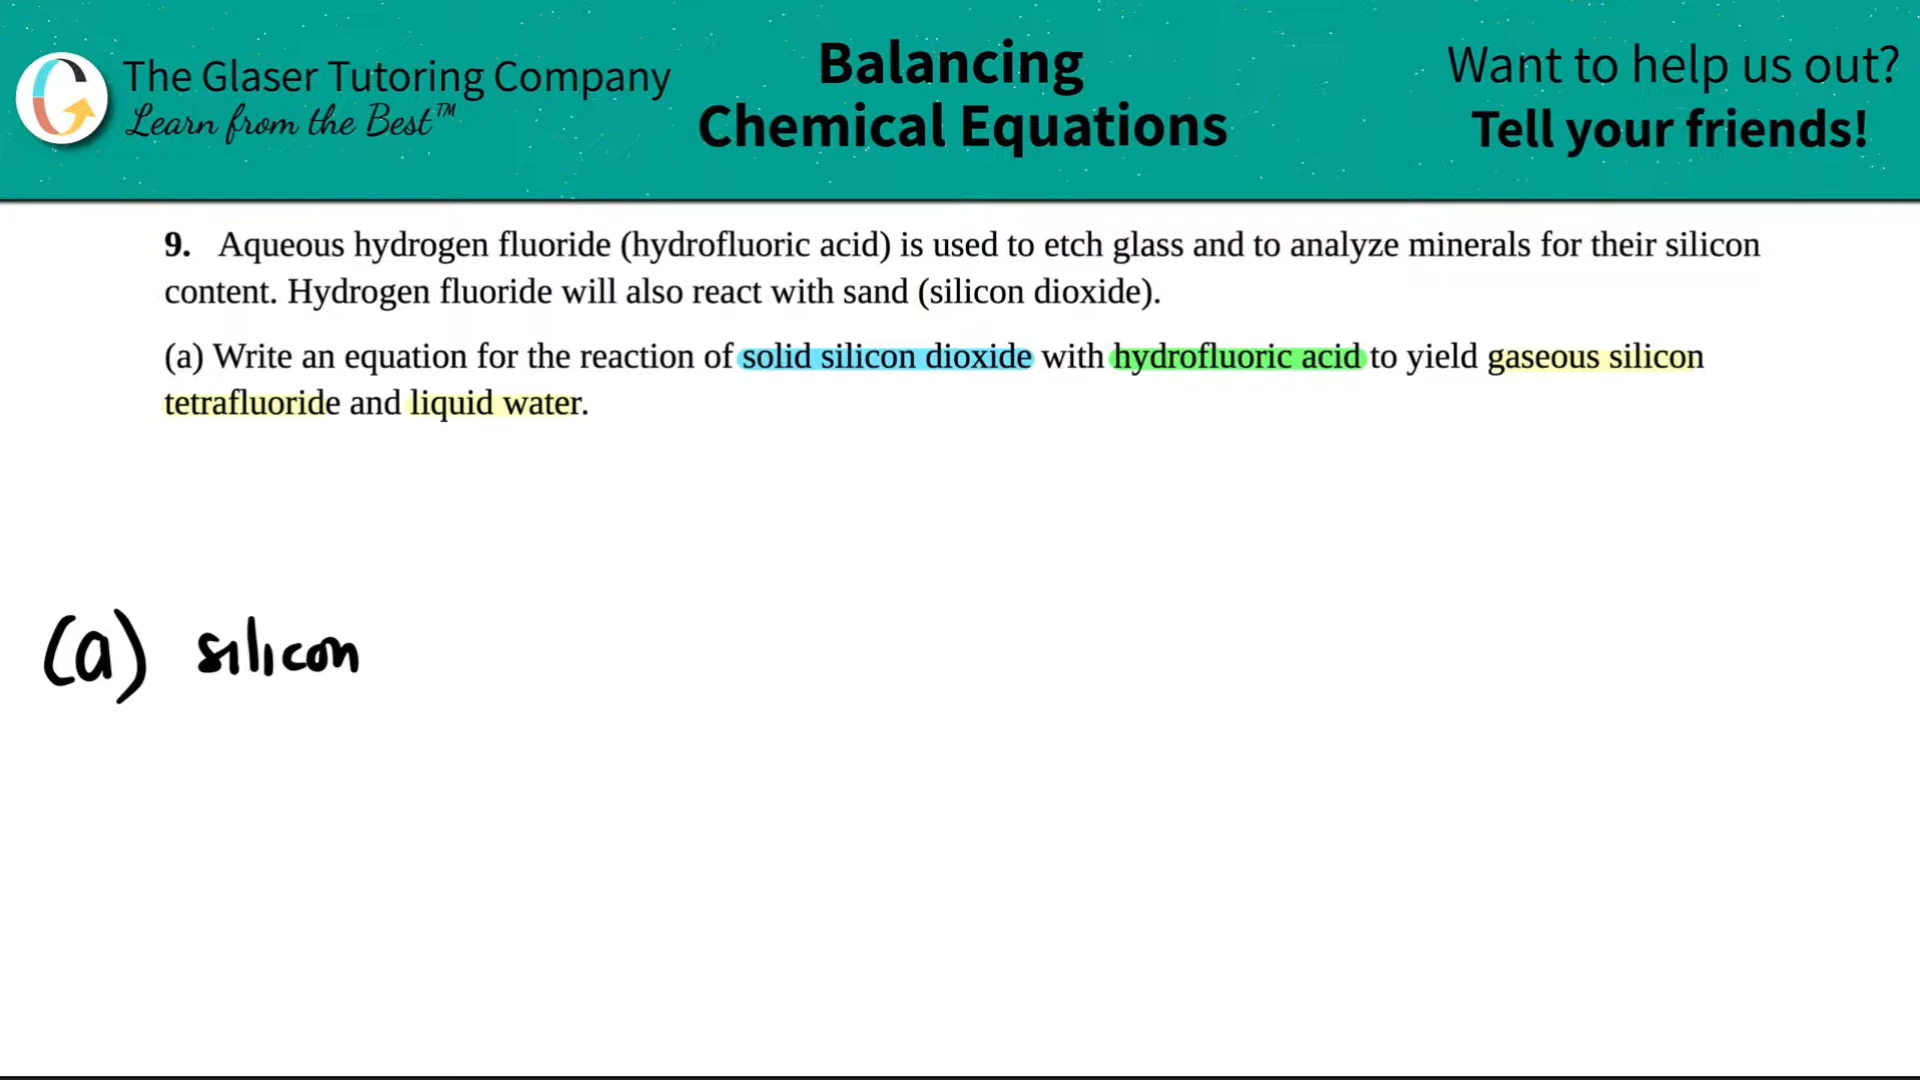 The Glaser Tutoring Company
Learn from the Best™
Balancing
Chemical Equations
Want to help us out?
Tell your friends!
9. Aqueous hydrogen fluoride (hydrofluoric acid) is used to etch glass and to analyze minerals for their silicon
content. Hydrogen fluoride will also react with sand (silicon dioxide).
(a) Write an equation for the reaction of solid silicon dioxide with hydrofluoric acid to yield gaseous silicon
tetrafluoride and liquid water.
(a) silicon